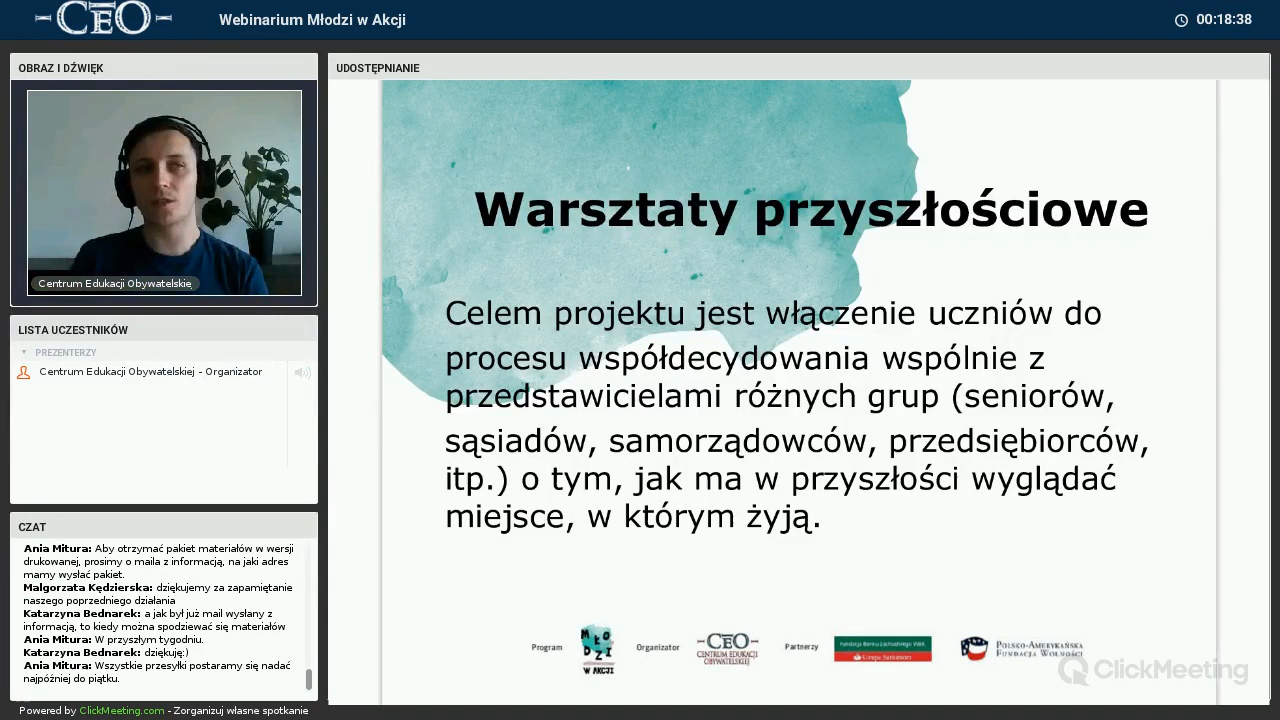 CEO
Webinarium Młodzi w Akcji
00:18:38
OBRAZ I DŹWIĘK
Centrum Edukacji Obywatelskie
LISTA UCZESTNIKÓW
PREZENTERZY
Centrum Edukacji Obywatelskiej - Organizator
CZAT
Ania Mitura: Aby otrzymać pakiet materiałów w wersji
drukowanej, prosimy o maila z informacją, na jaki adres
mamy wysłać pakiet.
Malgorzata Kędzierska: dziękujemy za zapamiętanie
naszego poprzedniego działania
Katarzyna Bednarek: a jak był już mail wysłany z
informacją, to kiedy można spodziewać się materiałów
Ania Mitura: W przyszłym tygodniu.
Katarzyna Bednarek: dziękuję!
Ania Mitura: Wszystkie przesyłki postaramy się nadać
najpóźniej do piątku.
Powered by ClickMeeting.com - Zorganizuj własne spotkanie
UDOSTĘPNIANIE
Warsztaty przyszłościowe
Celem projektu jest włączenie uczniów do
procesu współdecydowania wspólnie z
przedstawicielami różnych grup (seniorów,
sąsiadów, samorządowców, przedsiębiorców,
itp.) o tym, jak ma w przyszłości wyglądać
miejsce, w którym żyją.
Program
MŁO
DZI
W AKCJI
Organizator
CEO
CENTRUM EDUKACJI
OBYWATELSKIEJ
Partnerzy
Fundacja Banku Zachodniego WBK
Grupa Santander
POLSKO-AMERYKAŃSKA
FUNDACJA WOLNOŚCI
ClickMeeting